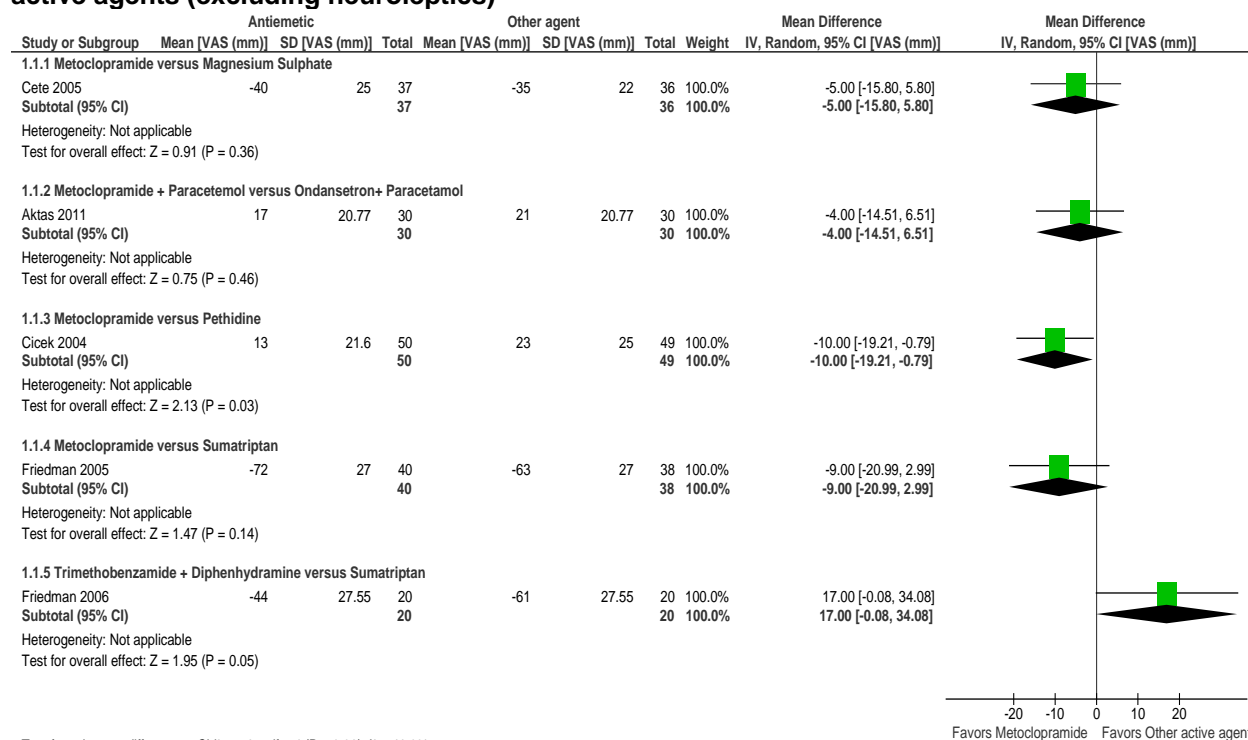 active agents (excluding neuroleptics)
Antiemetic Other agent Mean Difference Mean Difference
Study or Subgroup Mean [VAS (mm)] SD [VAS (mm)] Total Mean [VAS (mm)] SD [VAS (mm)] Total Weight IV, Random, 95% CI [VAS (mm)] IV, Random, 95% CI [VAS (mm)]
1.1.1 Metoclopramide versus Magnesium Sulphate
Cete 2005 -40 25 37 -35 22 36 100.0% -5.00 [-15.80, 5.80]
Subtotal (95% CI) 37 36 100.0% -5.00 [-15.80, 5.80]
Heterogeneity: Not applicable
Test for overall effect: Z = 0.91 (P = 0.36)
1.1.2 Metoclopramide + Paracetemol versus Ondansetron+ Paracetamol
Aktas 2011 17 20.77 30 21 20.77 30 100.0% -4.00 [-14.51, 6.51]
Subtotal (95% CI) 30 30 100.0% -4.00 [-14.51, 6.51]
Heterogeneity: Not applicable
Test for overall effect: Z = 0.75 (P = 0.46)
1.1.3 Metoclopramide versus Pethidine
Cicek 2004 13 21.6 50 23 25 49 100.0% -10.00 [-19.21, -0.79]
Subtotal (95% CI) 50 49 100.0% -10.00 [-19.21, -0.79]
Heterogeneity: Not applicable
Test for overall effect: Z = 2.13 (P = 0.03)
1.1.4 Metoclopramide versus Sumatriptan
Friedman 2005 -72 27 40 -63 27 38 100.0% -9.00 [-20.99, 2.99]
Subtotal (95% CI) 40 38 100.0% -9.00 [-20.99, 2.99]
Heterogeneity: Not applicable
Test for overall effect: Z = 1.47 (P = 0.14)
1.1.5 Trimethobenzamide + Diphenhydramine versus Sumatriptan
Friedman 2006 -44 27.55 20 -61 27.55 20 100.0% 17.00 [-0.08, 34.08]
Subtotal (95% CI) 20 20 100.0% 17.00 [-0.08, 34.08]
Heterogeneity: Not applicable
Test for overall effect: Z = 1.95 (P = 0.05)
-20 -10 0 10 20
Favors Metoclopramide Favors Other active agent